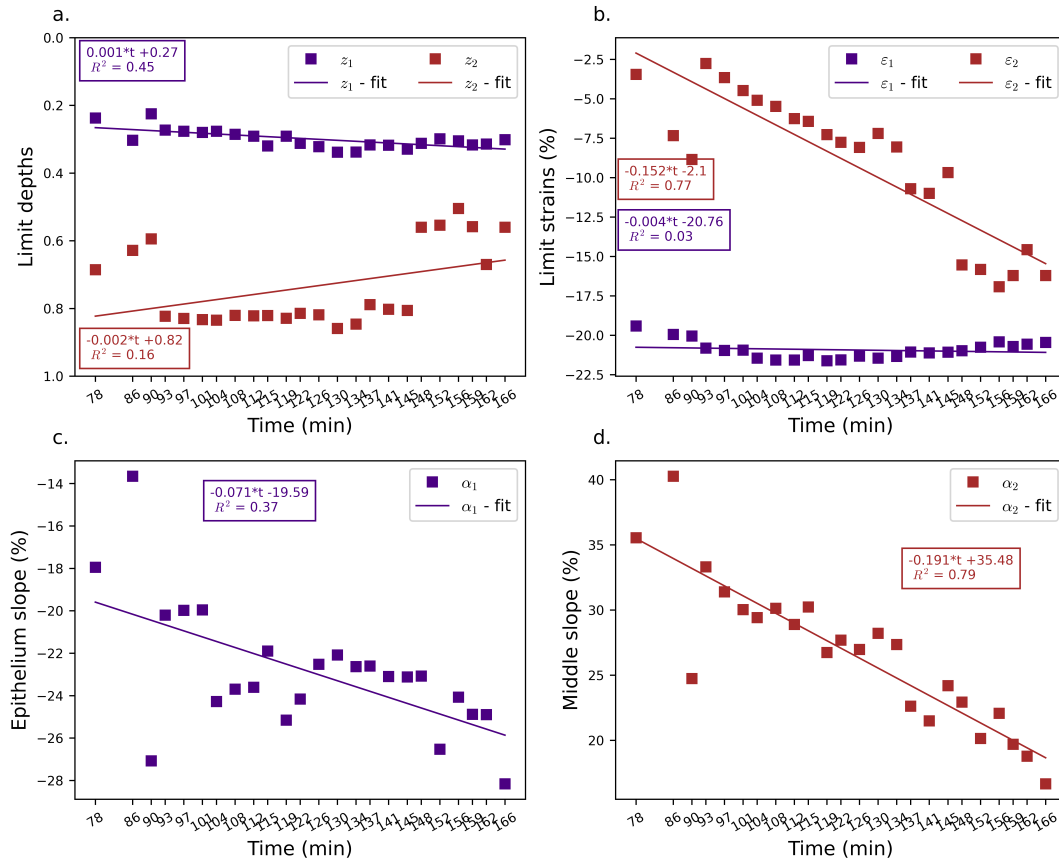 a.
0.001*t +0.27
R² = 0.45
z₁ z₂
z₁ - fit z₂ - fit
0.0
0.2
0.4
0.6
0.8
1.0
Limit depths
-0.002*t +0.82
R² = 0.16
78 86 90 93 97 101 104 108 112 115 119 122 126 130 134 137 141 145 148 152 156 159 162 166
Time (min)
b.
ε₁ ε₂
ε₁ - fit ε₂ - fit
−2.5
−5.0
−7.5
−10.0
−12.5
−15.0
−17.5
−20.0
−22.5
Limit strains (%)
-0.152*t -2.1
R² = 0.77
-0.004*t -20.76
R² = 0.03
78 86 90 93 97 101 104 108 112 115 119 122 126 130 134 137 141 145 148 152 156 159 162 166
Time (min)
c.
-0.071*t -19.59
R² = 0.37
α₁
α₁ - fit
−14
−16
−18
−20
−22
−24
−26
−28
Epithelium slope (%)
78 86 90 93 97 101 104 108 112 115 119 122 126 130 134 137 141 145 148 152 156 159 162 166
Time (min)
d.
α₂
α₂ - fit
40
35
30
25
20
Middle slope (%)
-0.191*t +35.48
R² = 0.79
78 86 90 93 97 101 104 108 112 115 119 122 126 130 134 137 141 145 148 152 156 159 162 166
Time (min)